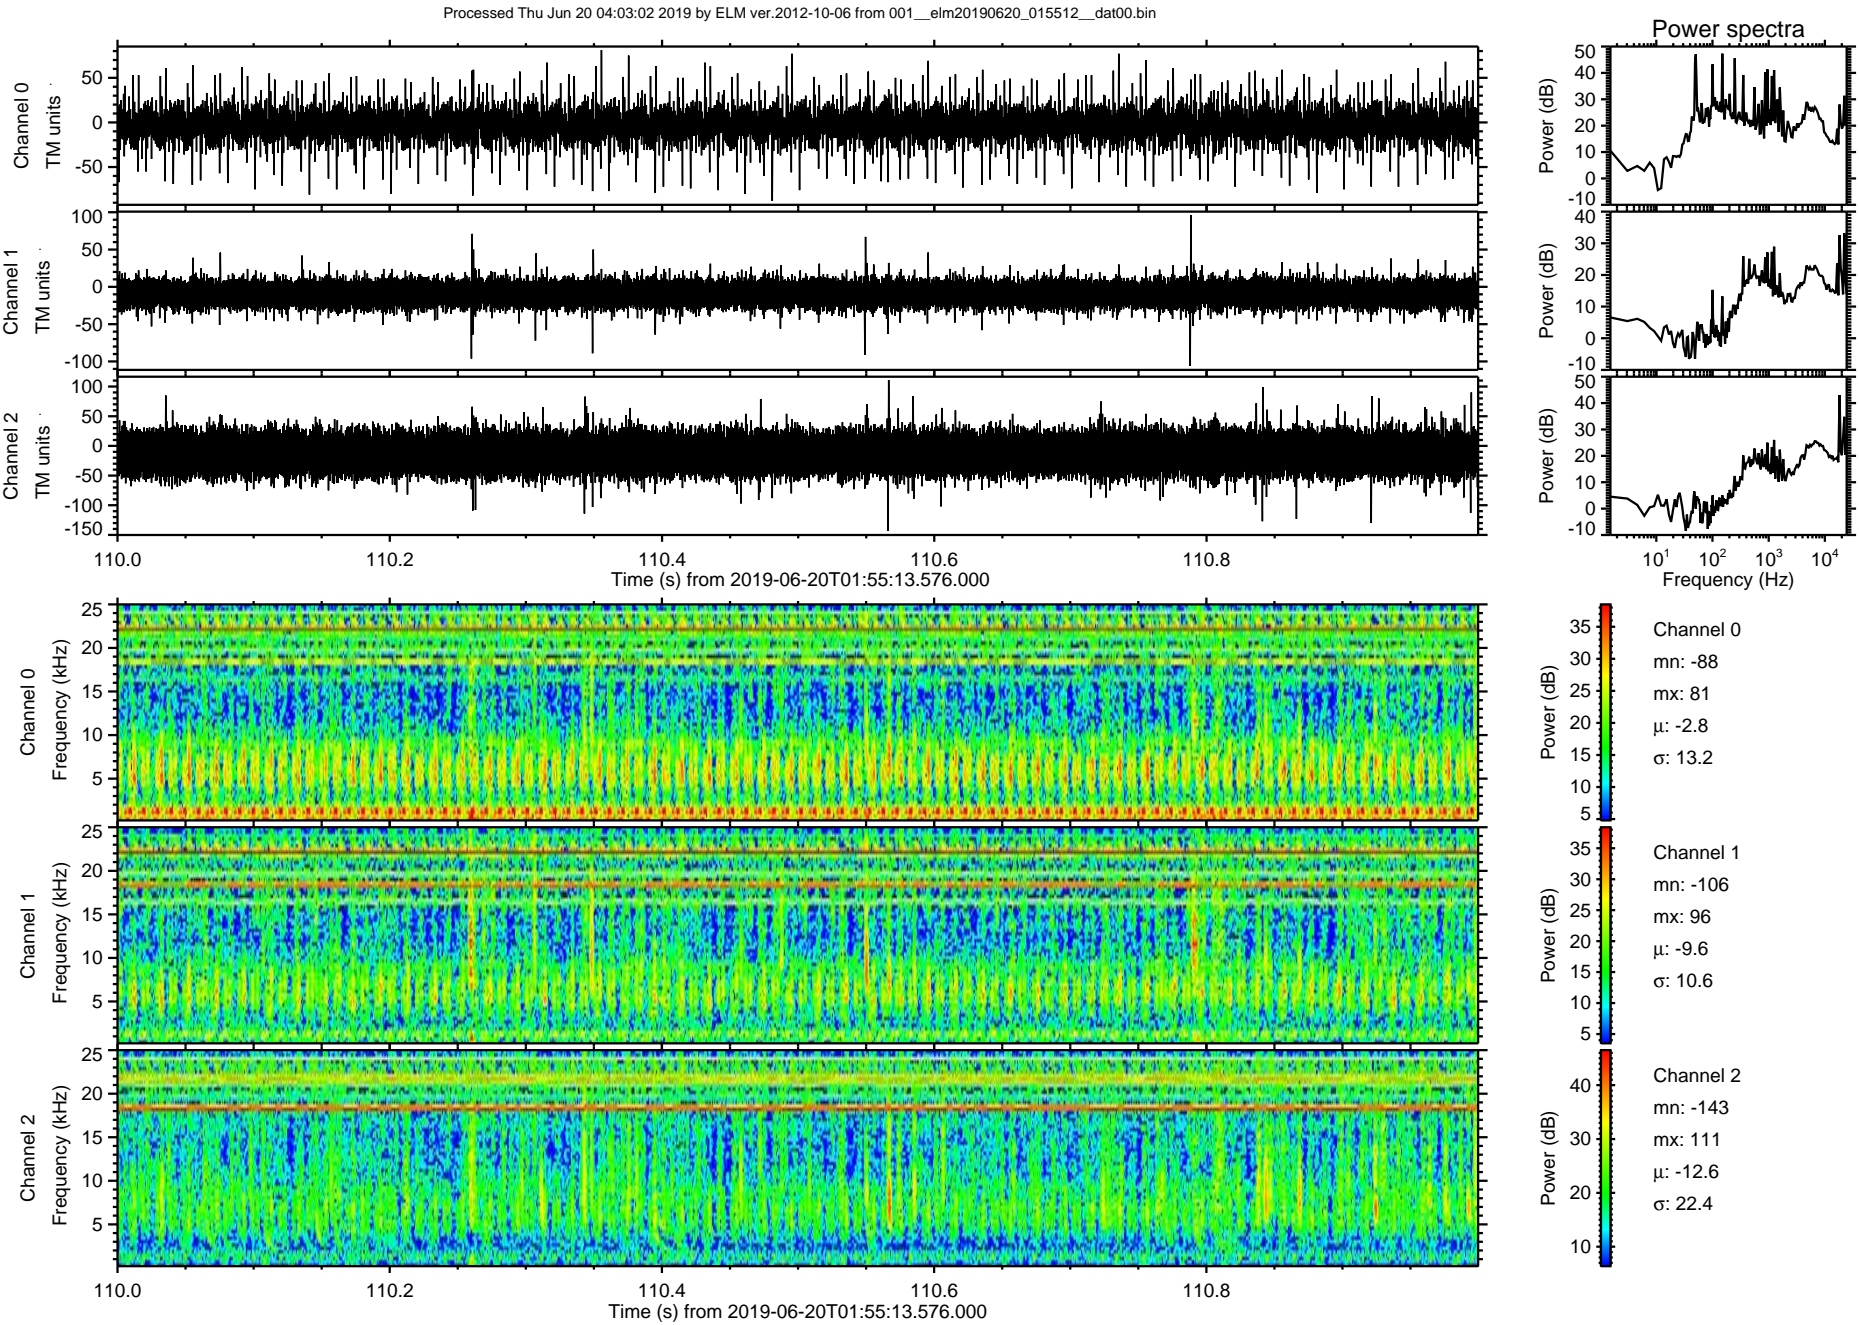 Processed Thu Jun 20 04:03:02 2019 by ELM ver.2012-10-06 from 001__elm20190620_015512__dat00.bin
Power spectra
Channel 0
TM units
50
0
-50
Power (dB)
50
40
30
20
10
0
-10
Channel 1
TM units
100
50
0
-50
-100
Power (dB)
40
30
20
10
0
-10
Channel 2
TM units
100
50
0
-50
-100
-150
Power (dB)
50
40
30
20
10
0
-10
110.0 110.2 110.4 110.6 110.8
Time (s) from 2019-06-20T01:55:13.576.000
10^1 10^2 10^3 10^4
Frequency (Hz)
Channel 0
Frequency (kHz)
25
20
15
10
5
Power (dB)
35
30
25
20
15
10
5
Channel 0
mn: -88
mx: 81
μ: -2.8
σ: 13.2
Channel 1
Frequency (kHz)
25
20
15
10
5
Power (dB)
35
30
25
20
15
10
5
Channel 1
mn: -106
mx: 96
μ: -9.6
σ: 10.6
Channel 2
Frequency (kHz)
25
20
15
10
5
Power (dB)
40
30
20
10
Channel 2
mn: -143
mx: 111
μ: -12.6
σ: 22.4
110.0 110.2 110.4 110.6 110.8
Time (s) from 2019-06-20T01:55:13.576.000